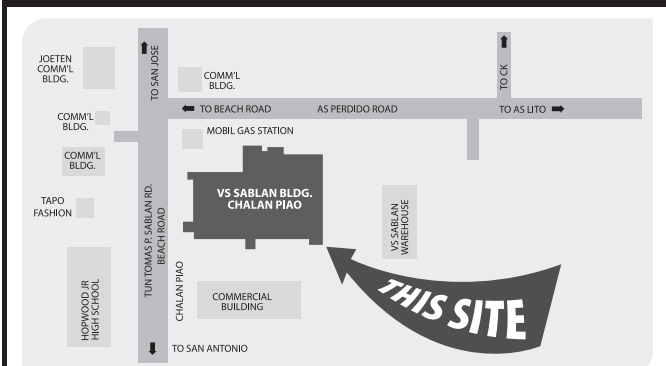 JOETEN
COMM'L
BLDG.
TO SAN JOSE
COMM'L
BLDG.
TO CK
TO BEACH ROAD
AS PERDIDO ROAD
TO AS LITO
COMM'L
BLDG.
MOBIL GAS STATION
COMM'L
BLDG.
VS SABLAN BLDG.
CHALAN PIAO
TAPO
FASHION
TUN TOMAS P. SABLAN RD.
BEACH ROAD
VS SABLAN
WAREHOUSE
HOPWOOD JR
HIGH SCHOOL
CHALAN PIAO
COMMERCIAL
BUILDING
THIS SITE
TO SAN ANTONIO